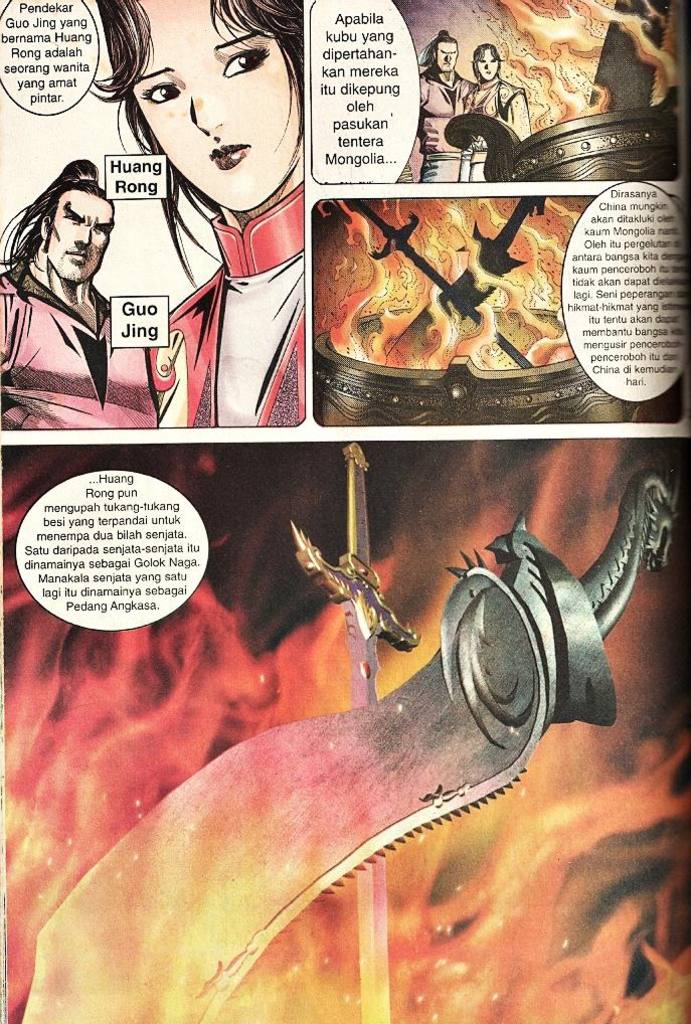 Pendekar
Guo Jing yang
bernama Huang
Rong adalah
seorang wanita
yang amat
pintar.
Huang
Rong
Guo
Jing
Apabila
kubu yang
dipertahan-
kan mereka
itu dikepung
oleh
pasukan
tentera
Mongolia...
Dirasanya
China mungkin
akan ditakluki oleh
kaum Mongolia nanti.
Oleh itu pergelutan di
antara bangsa kita dengan
kaum penceroboh itu
tidak akan dapat
lagi. Seni peperangan
hikmat-hikmat yang
itu tentu akan dapat
membantu bangsa kita
mengusir penceroboh-
penceroboh itu dari
China di kemudian
hari.
...Huang
Rong pun
mengupah tukang-tukang
besi yang terpandai untuk
menempa dua bilah senjata.
Satu daripada senjata-senjata itu
dinamainya sebagai Golok Naga.
Manakala senjata yang satu
lagi itu dinamainya sebagai
Pedang Angkasa.